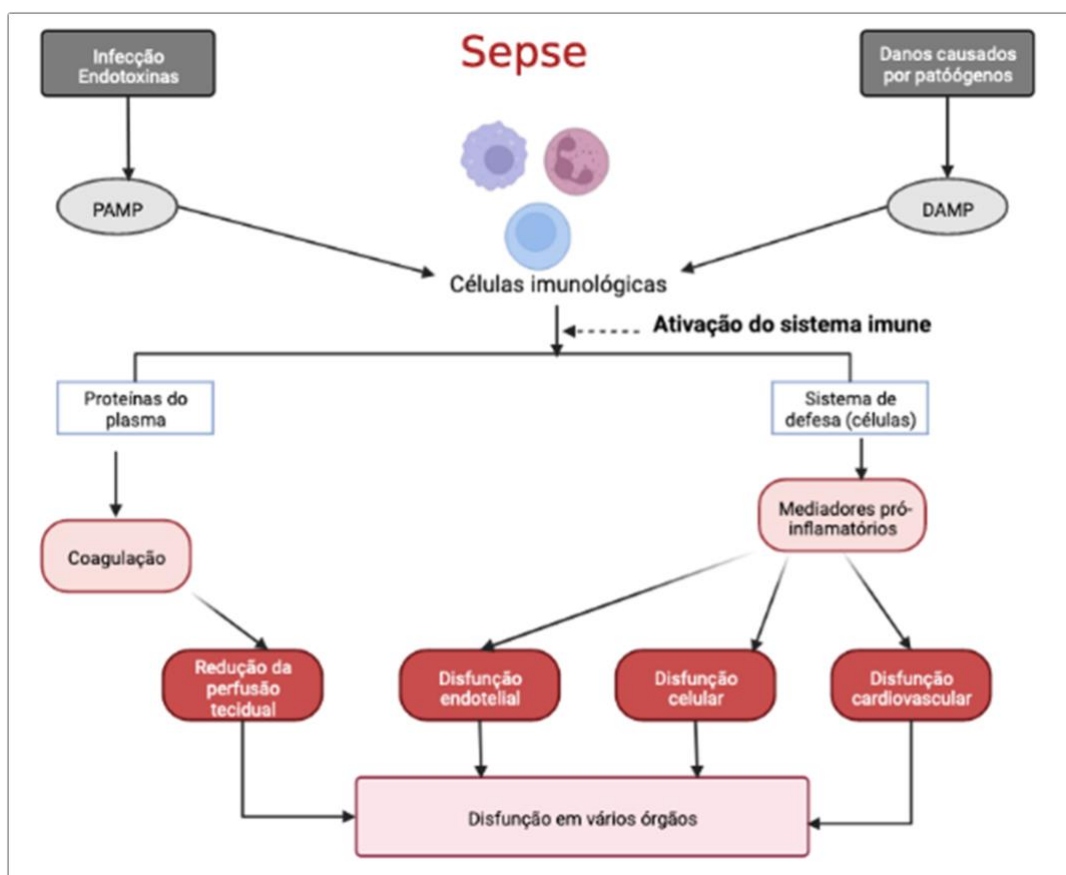 Sepse
Infecção
Endotoxinas
Danos causados
por patóógenos
PAMP
DAMP
Células imunológicas
Ativação do sistema imune
Proteínas do
plasma
Sistema de
defesa (células)
Coagulação
Mediadores pró-
inflamatórios
Redução da
perfusão
tecidual
Disfunção
endotelial
Disfunção
celular
Disfunção
cardiovascular
Disfunção em vários órgãos